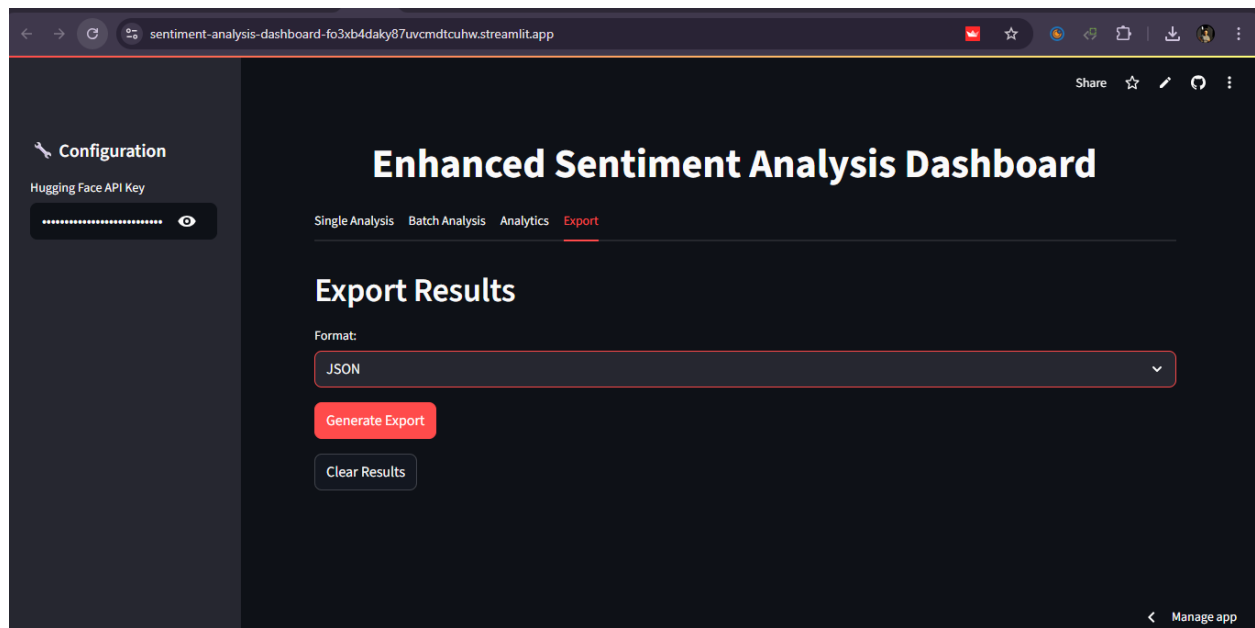 sentiment-analysis-dashboard-fo3xb4daky87uvcmdtcuhw.streamlit.app
Share
Configuration
Hugging Face API Key
Enhanced Sentiment Analysis Dashboard
Single Analysis Batch Analysis Analytics Export
Export Results
Format:
JSON
Generate Export
Clear Results
Manage app